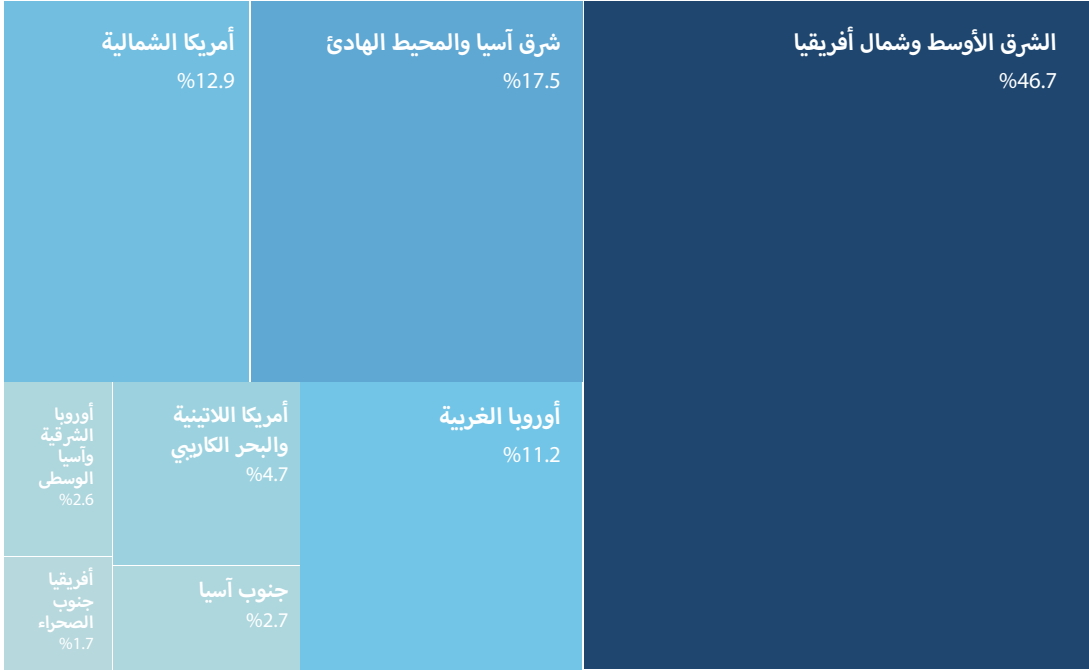 الشرق الأوسط وشمال أفريقيا
%46.7
شرق آسيا والمحيط الهادئ
%17.5
أمريكا الشمالية
%12.9
أوروبا الغربية
%11.2
أمريكا اللاتينية
والبحر الكاريبي
%4.7
جنوب آسيا
%2.7
أوروبا
الشرقية
وآسيا
الوسطى
%2.6
أفريقيا
جنوب
الصحراء
%1.7